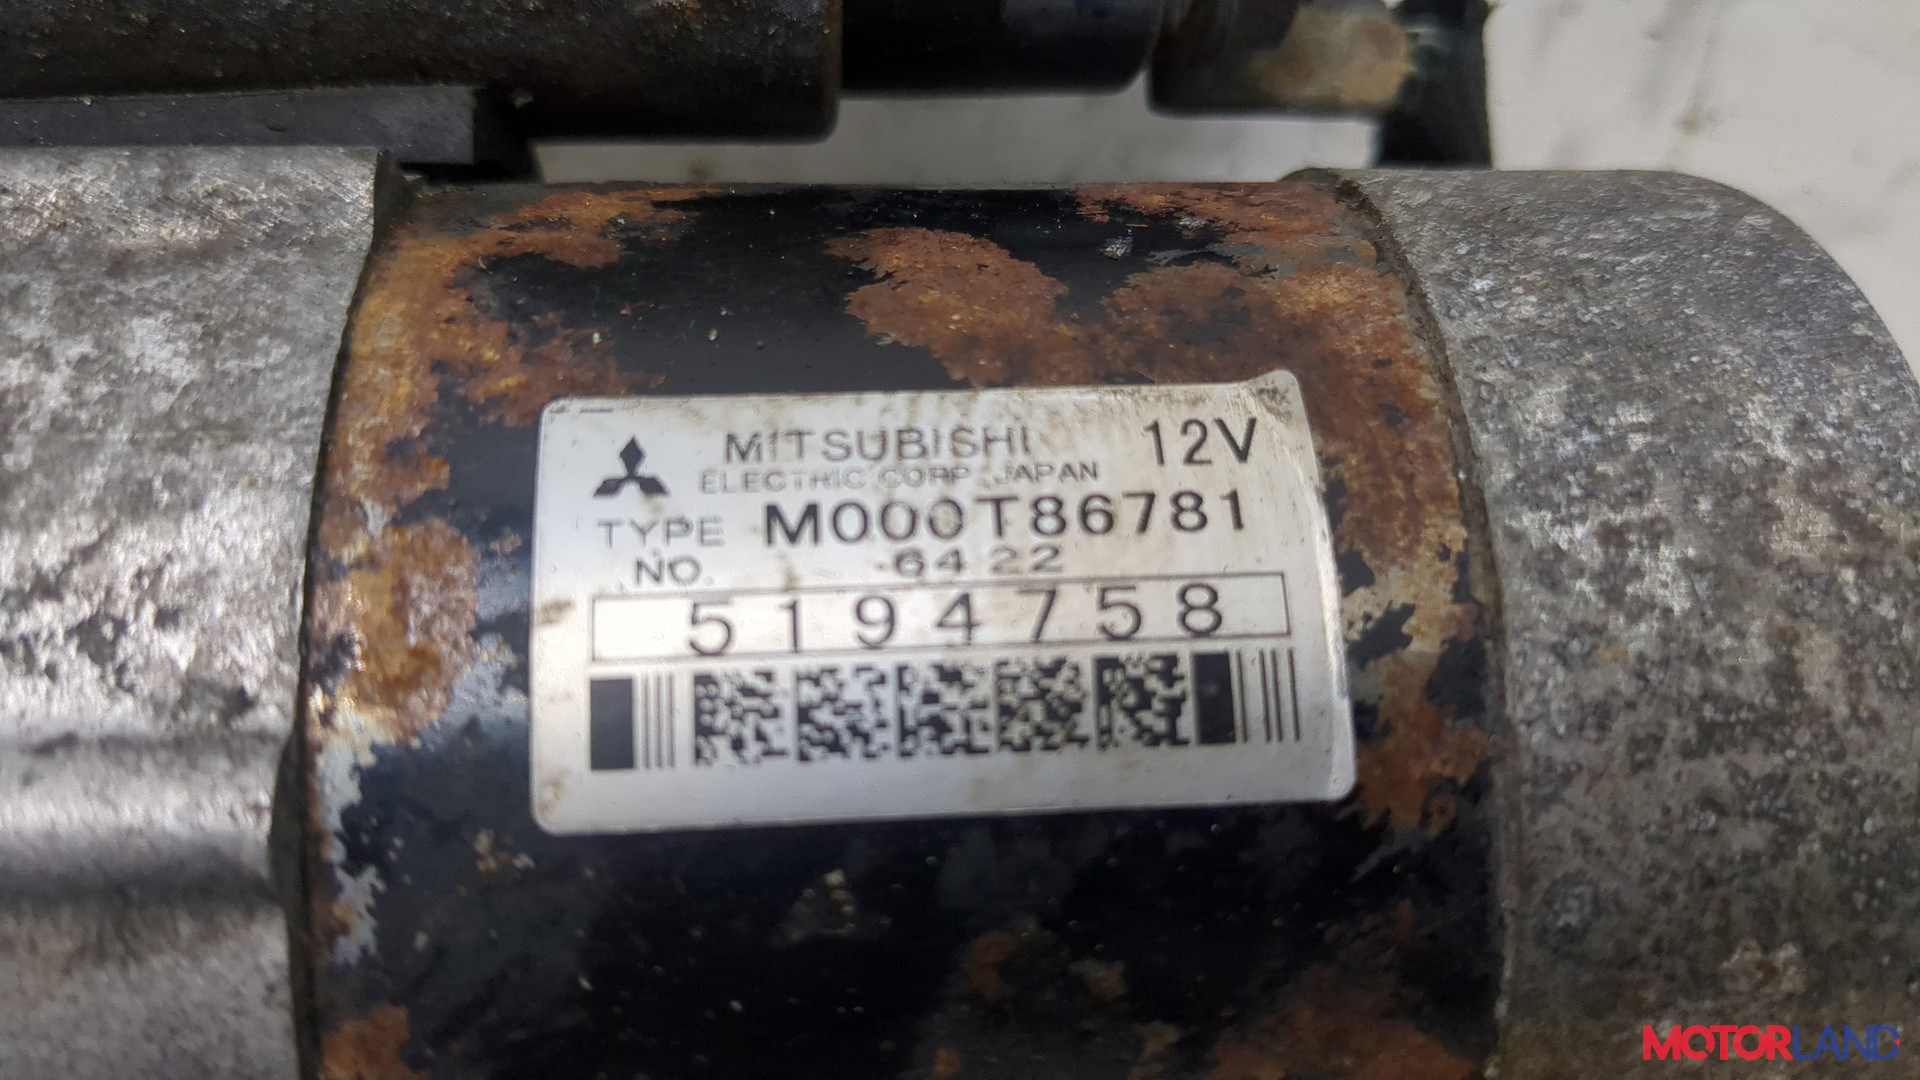 MITSUBISHI 12V
ELECTRIC CORP. JAPAN
TYPE M000T86781
NO. 6422
5194758
MOTORLAND